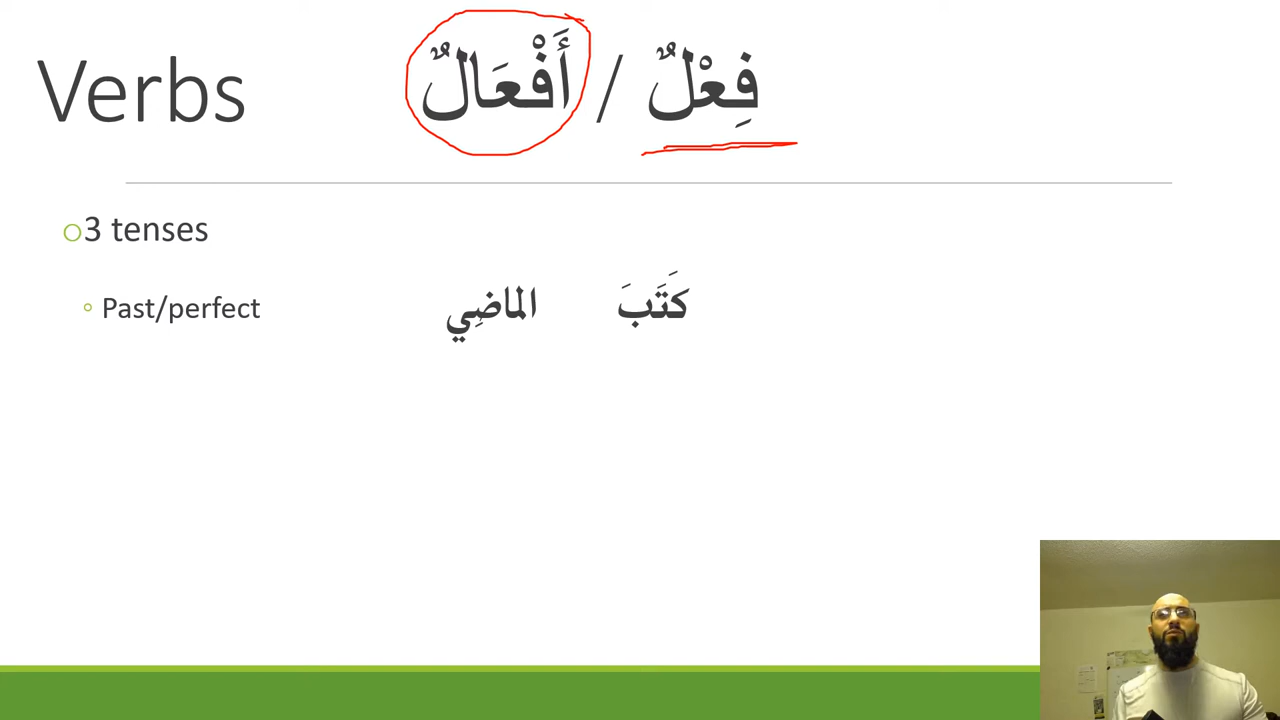 Verbs فِعْلٌ / أَفْعَالٌ
3 tenses
Past/perfect الماضِي كَتَبَ